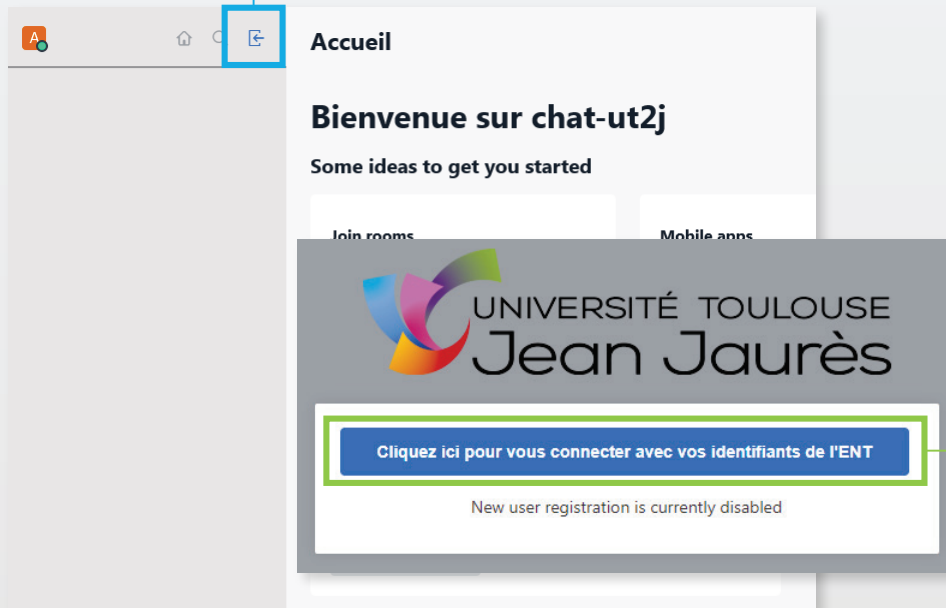 A
Accueil
Bienvenue sur chat-ut2j
Some ideas to get you started
Join rooms
Mobile apps
UNIVERSITÉ TOULOUSE
Jean Jaurès
Cliquez ici pour vous connecter avec vos identifiants de l'ENT
New user registration is currently disabled